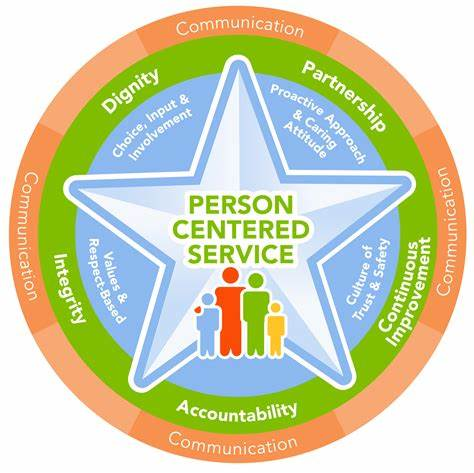 Communication
Dignity
Partnership
Choice, Input &
Involvement
Proactive Approach
& Caring
Attitude
PERSON
CENTERED
SERVICE
Communication
Communication
Integrity
Values &
Respect-Based
Culture of
Trust & Safety
Continuous
Improvement
Accountability
Communication